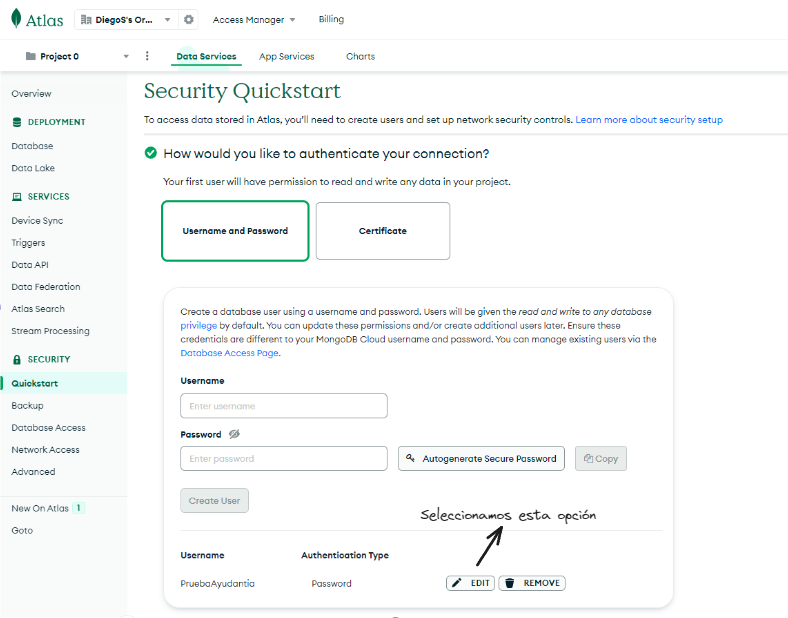 Atlas
DiegoS's Or...
Access Manager
Billing
Project 0
Data Services
App Services
Charts
Overview
DEPLOYMENT
Database
Data Lake
SERVICES
Device Sync
Triggers
Data API
Data Federation
Atlas Search
Stream Processing
SECURITY
Quickstart
Backup
Database Access
Network Access
Advanced
New On Atlas 1
Goto
Security Quickstart
To access data stored in Atlas, you'll need to create users and set up network security controls. Learn more about security setup
How would you like to authenticate your connection?
Your first user will have permission to read and write any data in your project.
Username and Password
Certificate
Create a database user using a username and password. Users will be given the read and write to any database
privilege by default. You can update these permissions and/or create additional users later. Ensure these
credentials are different to your MongoDB Cloud username and password. You can manage existing users via the
Database Access Page.
Username
Enter username
Password
Enter password
Autogenerate Secure Password
Copy
Create User
Seleccionamos esta opción
Username
Authentication Type
PruebaAyudantia
Password
EDIT
REMOVE